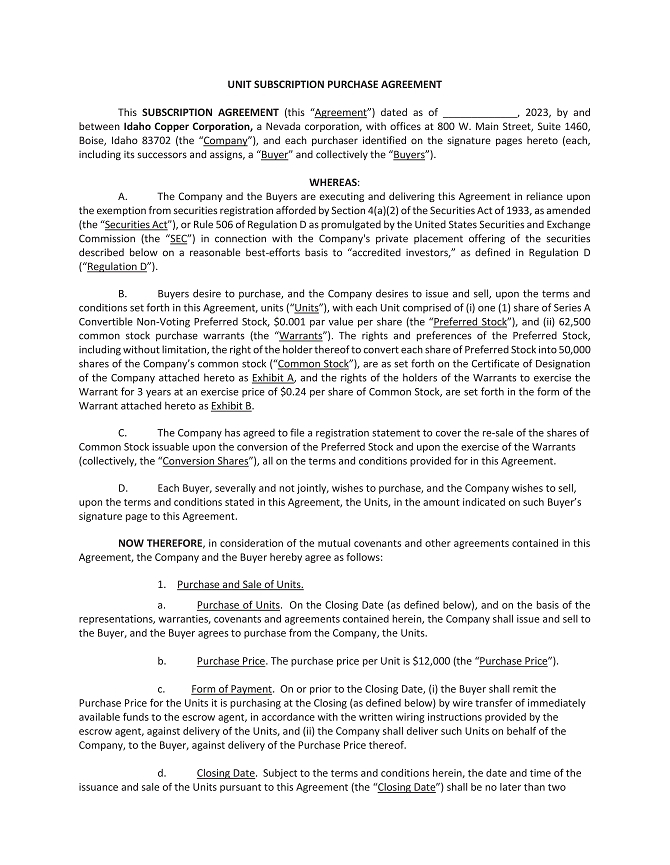 UNIT SUBSCRIPTION PURCHASE AGREEMENT
This SUBSCRIPTION AGREEMENT (this “Agreement”) dated as of _____________, 2023, by and
between Idaho Copper Corporation, a Nevada corporation, with offices at 800 W. Main Street, Suite 1460,
Boise, Idaho 83702 (the “Company”), and each purchaser identified on the signature pages hereto (each,
including its successors and assigns, a “Buyer” and collectively the “Buyers”).
WHEREAS:
A. The Company and the Buyers are executing and delivering this Agreement in reliance upon
the exemption from securities registration afforded by Section 4(a)(2) of the Securities Act of 1933, as amended
(the “Securities Act”), or Rule 506 of Regulation D as promulgated by the United States Securities and Exchange
Commission (the “SEC”) in connection with the Company's private placement offering of the securities
described below on a reasonable best-efforts basis to “accredited investors,” as defined in Regulation D
(“Regulation D”).
B. Buyers desire to purchase, and the Company desires to issue and sell, upon the terms and
conditions set forth in this Agreement, units (“Units”), with each Unit comprised of (i) one (1) share of Series A
Convertible Non-Voting Preferred Stock, $0.001 par value per share (the “Preferred Stock”), and (ii) 62,500
common stock purchase warrants (the “Warrants”). The rights and preferences of the Preferred Stock,
including without limitation, the right of the holder thereof to convert each share of Preferred Stock into 50,000
shares of the Company’s common stock (“Common Stock”), are as set forth on the Certificate of Designation
of the Company attached hereto as Exhibit A, and the rights of the holders of the Warrants to exercise the
Warrant for 3 years at an exercise price of $0.24 per share of Common Stock, are set forth in the form of the
Warrant attached hereto as Exhibit B.
C. The Company has agreed to file a registration statement to cover the re-sale of the shares of
Common Stock issuable upon the conversion of the Preferred Stock and upon the exercise of the Warrants
(collectively, the “Conversion Shares”), all on the terms and conditions provided for in this Agreement.
D. Each Buyer, severally and not jointly, wishes to purchase, and the Company wishes to sell,
upon the terms and conditions stated in this Agreement, the Units, in the amount indicated on such Buyer’s
signature page to this Agreement.
NOW THEREFORE, in consideration of the mutual covenants and other agreements contained in this
Agreement, the Company and the Buyer hereby agree as follows:
1. Purchase and Sale of Units.
a. Purchase of Units. On the Closing Date (as defined below), and on the basis of the
representations, warranties, covenants and agreements contained herein, the Company shall issue and sell to
the Buyer, and the Buyer agrees to purchase from the Company, the Units.
b. Purchase Price. The purchase price per Unit is $12,000 (the “Purchase Price”).
c. Form of Payment. On or prior to the Closing Date, (i) the Buyer shall remit the
Purchase Price for the Units it is purchasing at the Closing (as defined below) by wire transfer of immediately
available funds to the escrow agent, in accordance with the written wiring instructions provided by the
escrow agent, against delivery of the Units, and (ii) the Company shall deliver such Units on behalf of the
Company, to the Buyer, against delivery of the Purchase Price thereof.
d. Closing Date. Subject to the terms and conditions herein, the date and time of the
issuance and sale of the Units pursuant to this Agreement (the “Closing Date”) shall be no later than two